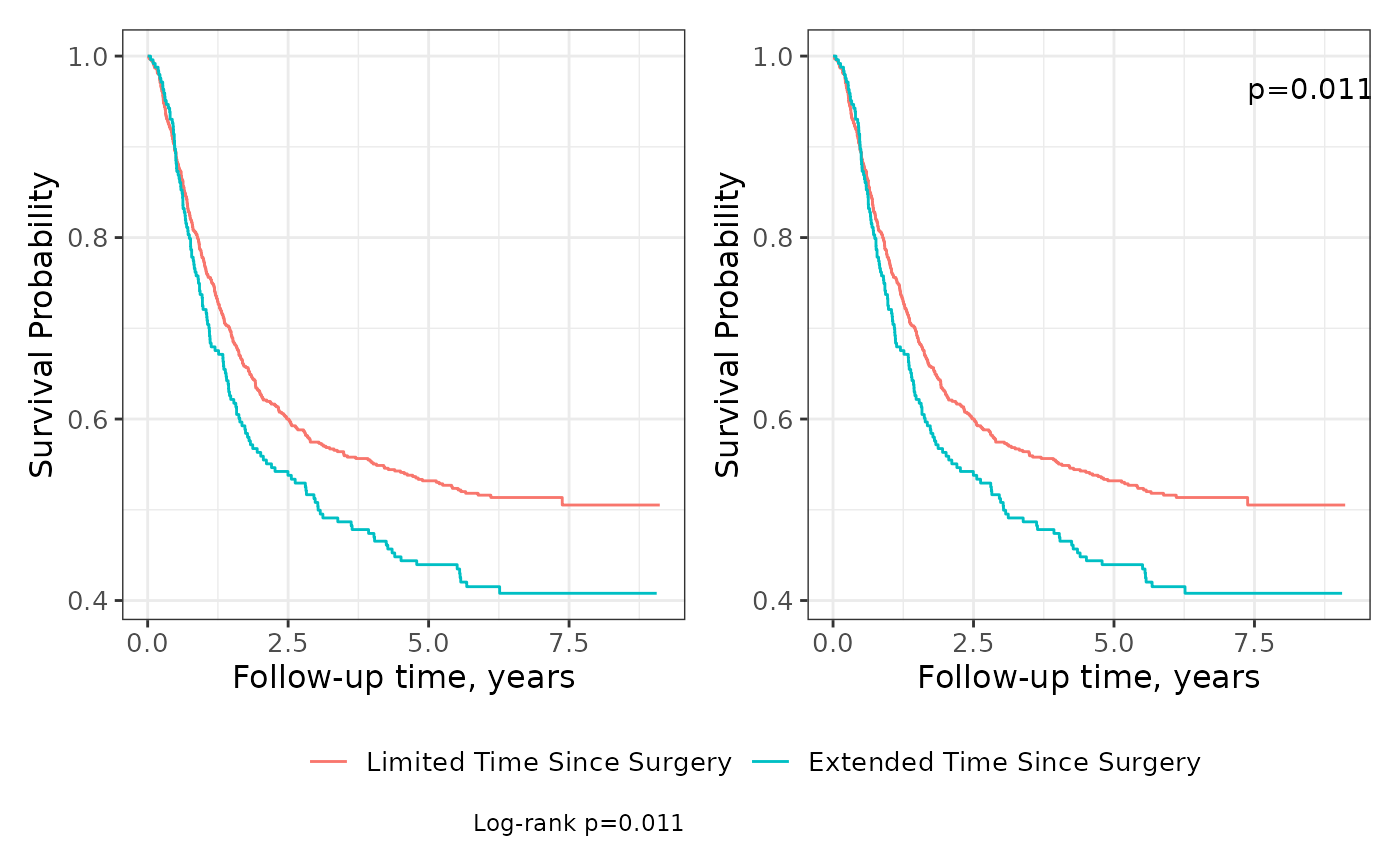 Survival Probability
1.0
0.8
0.6
0.4
0.0
2.5
5.0
7.5
Follow-up time, years
Survival Probability
1.0
0.8
0.6
0.4
p=0.011
0.0
2.5
5.0
7.5
Follow-up time, years
Limited Time Since Surgery
Extended Time Since Surgery
Log-rank p=0.011